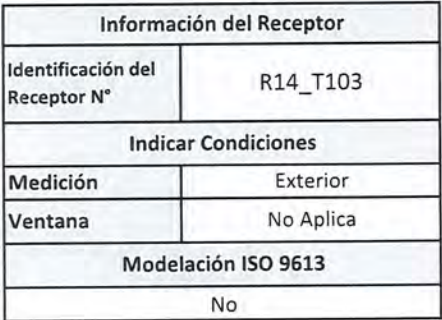 Información del Receptor
Identificación del
Receptor N°
R14_T103
Indicar Condiciones
Medición
Exterior
Ventana
No Aplica
Modelación ISO 9613
No